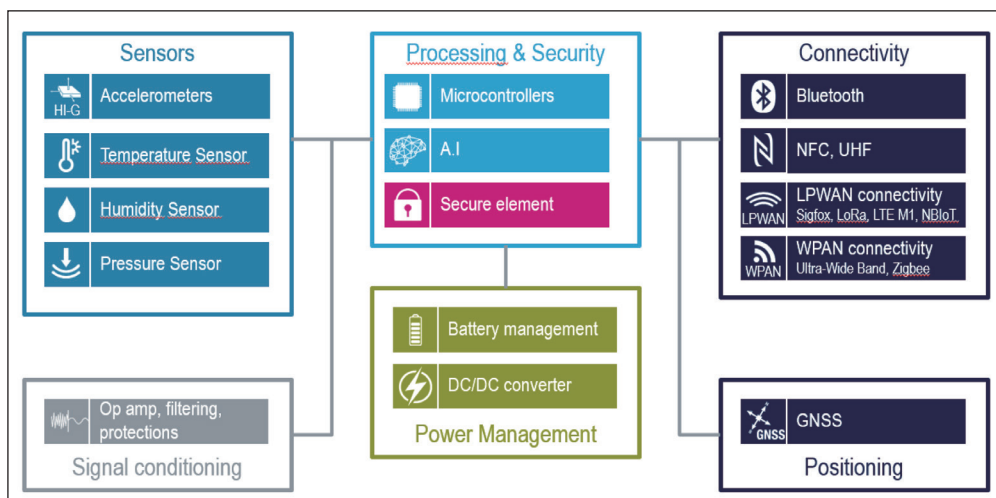 Sensors
HI-G
Accelerometers
Temperature Sensor
Humidity Sensor
Pressure Sensor
Op amp, filtering,
protections
Signal conditioning
Processing & Security
Microcontrollers
A.I
Secure element
Battery management
DC/DC converter
Power Management
Connectivity
Bluetooth
NFC, UHF
LPWAN
LPWAN connectivity
Sigfox, LoRa, LTE M1, NBIoT
WPAN
WPAN connectivity
Ultra-Wide Band, Zigbee
GNSS
GNSS
Positioning